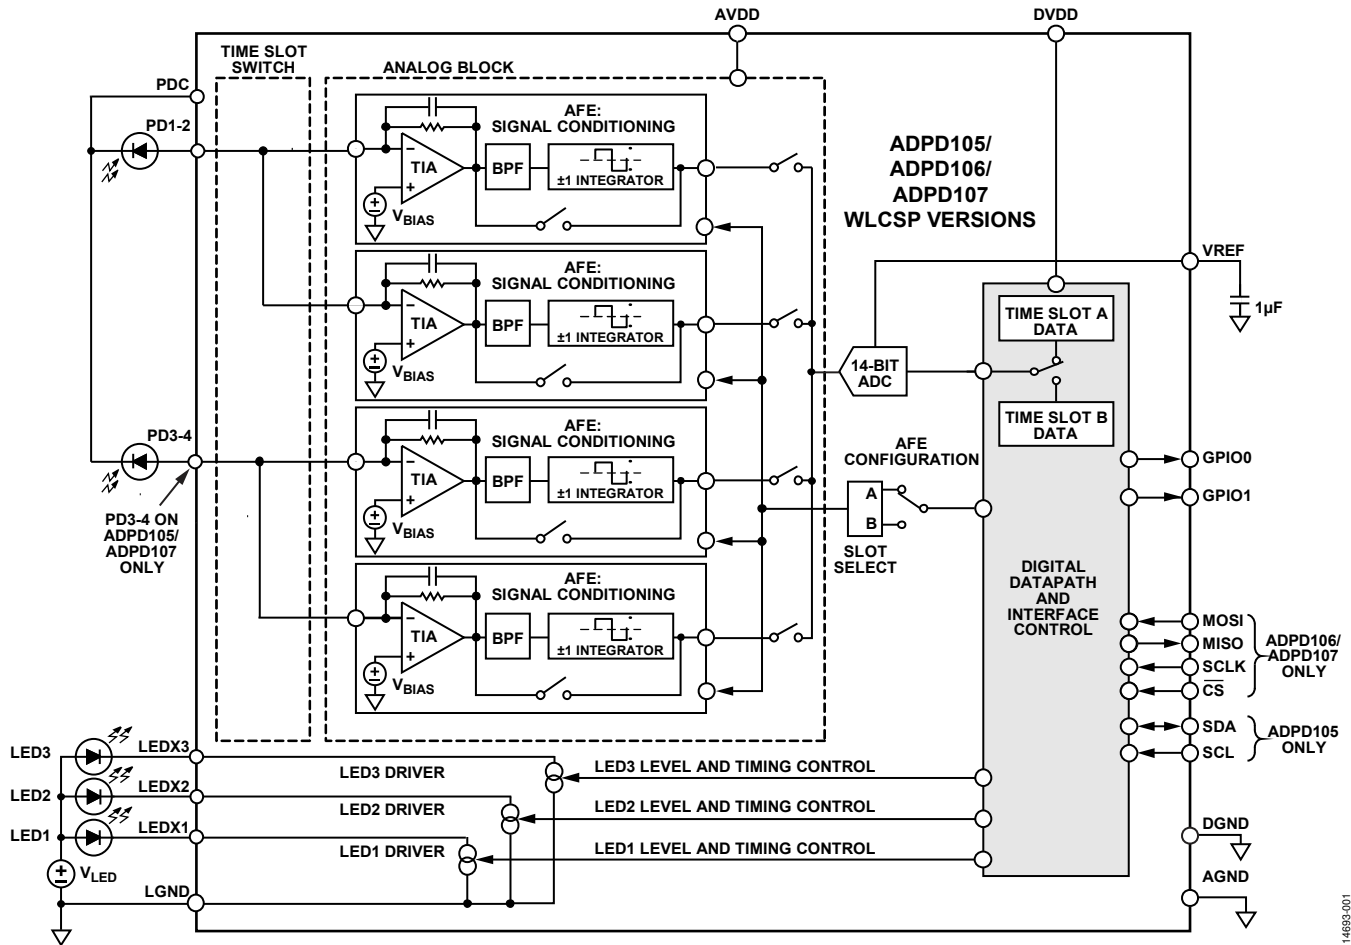 AVDD
DVDD
TIME SLOT
SWITCH
ANALOG BLOCK
PDC
PD1-2
AFE:
SIGNAL CONDITIONING
−
TIA
+
BPF
±1 INTEGRATOR
VBIAS
ADPD105/
ADPD106/
ADPD107
WLCSP VERSIONS
VREF
1µF
AFE:
SIGNAL CONDITIONING
−
TIA
+
BPF
±1 INTEGRATOR
VBIAS
TIME SLOT A
DATA
14-BIT
ADC
TIME SLOT B
DATA
PD3-4
AFE:
SIGNAL CONDITIONING
−
TIA
+
BPF
±1 INTEGRATOR
VBIAS
PD3-4 ON
ADPD105/
ADPD107
ONLY
AFE
CONFIGURATION
A
B
SLOT
SELECT
GPIO0
GPIO1
DIGITAL
DATAPATH
AND
INTERFACE
CONTROL
AFE:
SIGNAL CONDITIONING
−
TIA
+
BPF
±1 INTEGRATOR
VBIAS
MOSI
MISO
SCLK
CS
ADPD106/
ADPD107
ONLY
SDA
SCL
ADPD105
ONLY
LED3
LEDX3
LED3 DRIVER
LED3 LEVEL AND TIMING CONTROL
LED2
LEDX2
LED2 DRIVER
LED2 LEVEL AND TIMING CONTROL
LED1
LEDX1
LED1 DRIVER
LED1 LEVEL AND TIMING CONTROL
VLED
LGND
DGND
AGND
14693-001